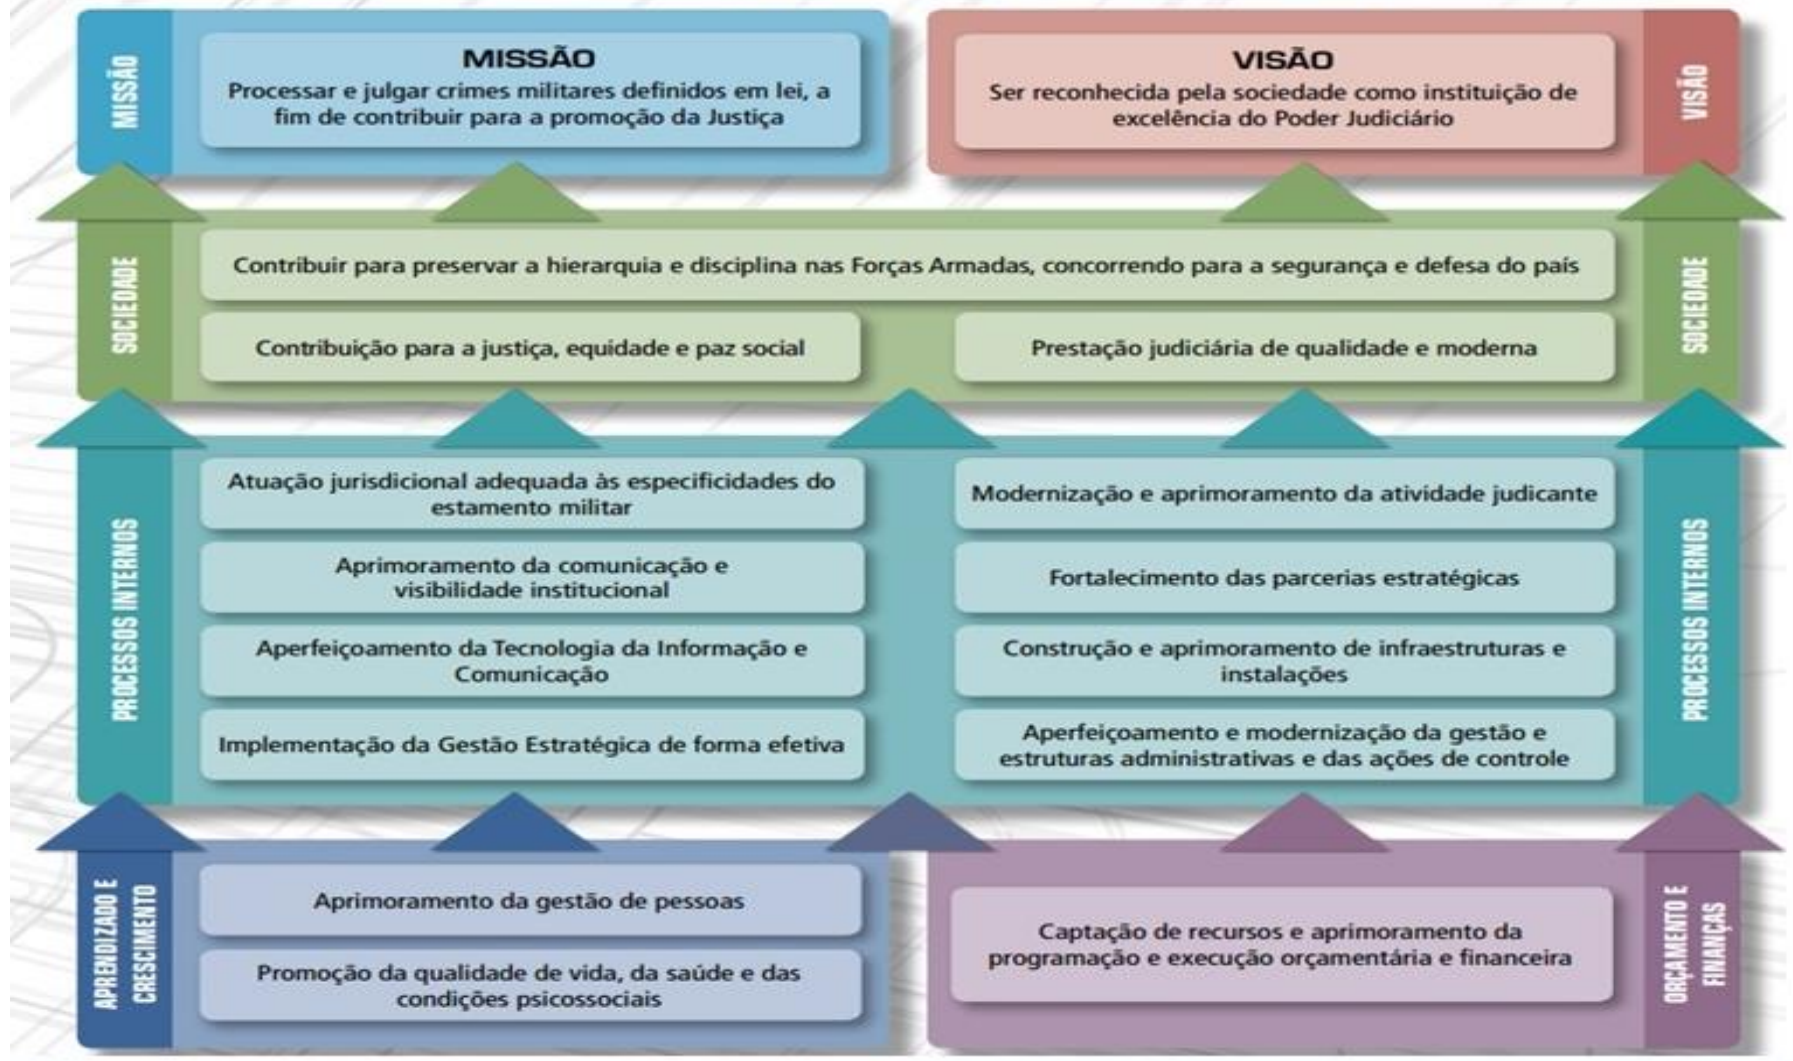 MISSÃO
MISSÃO
Processar e julgar crimes militares definidos em lei, a
fim de contribuir para a promoção da Justiça
VISÃO
Ser reconhecida pela sociedade como instituição de
excelência do Poder Judiciário
VISÃO
SOCIEDADE
Contribuir para preservar a hierarquia e disciplina nas Forças Armadas, concorrendo para a segurança e defesa do país
Contribuição para a justiça, equidade e paz social
Prestação judiciária de qualidade e moderna
SOCIEDADE
PROCESSOS INTERNOS
Atuação jurisdicional adequada às especificidades do
estamento militar
Modernização e aprimoramento da atividade judicante
Aprimoramento da comunicação e
visibilidade institucional
Fortalecimento das parcerias estratégicas
Aperfeiçoamento da Tecnologia da Informação e
Comunicação
Construção e aprimoramento de infraestruturas e
instalações
Implementação da Gestão Estratégica de forma efetiva
Aperfeiçoamento e modernização da gestão e
estruturas administrativas e das ações de controle
PROCESSOS INTERNOS
APRENDIZADO E
CRESCIMENTO
Aprimoramento da gestão de pessoas
Promoção da qualidade de vida, da saúde e das
condições psicossociais
Captação de recursos e aprimoramento da
programação e execução orçamentária e financeira
ORÇAMENTO E
FINANÇAS